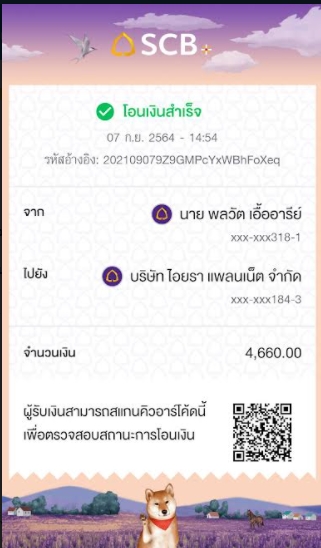 SCB
โอนเงินสำเร็จ
07 ก.ย. 2564 - 14:54
รหัสอ้างอิง: 202109079Z9GMPcYxWBhFoXeq
จาก
นาย พลวัต เอื้ออารีย์
xxx-xxx318-1
ไปยัง
บริษัท ไอยรา แพลนเน็ต จำกัด
xxx-xxx184-3
จำนวนเงิน
4,660.00
ผู้รับเงินสามารถสแกนคิวอาร์โค้ดนี้
เพื่อตรวจสอบสถานะการโอนเงิน